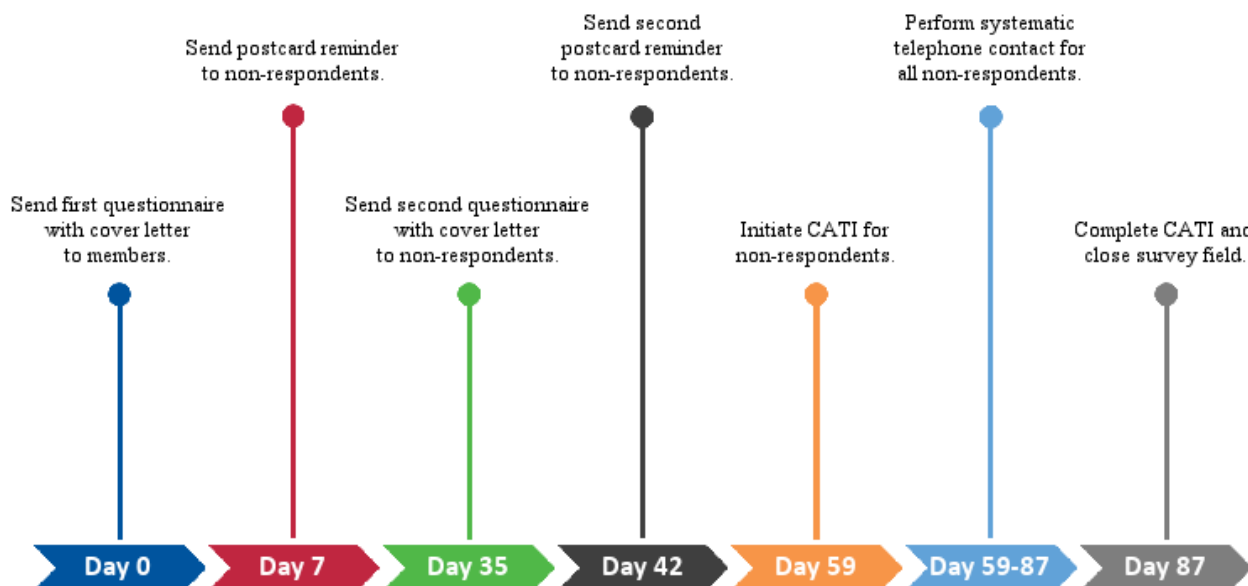 Send first questionnaire
with cover letter
to members.
Send postcard reminder
to non-respondents.
Send second questionnaire
with cover letter
to non-respondents.
Send second
postcard reminder
to non-respondents.
Initiate CATI for
non-respondents.
Perform systematic
telephone contact for
all non-respondents.
Complete CATI and
close survey field.
Day 0
Day 7
Day 35
Day 42
Day 59
Day 59-87
Day 87